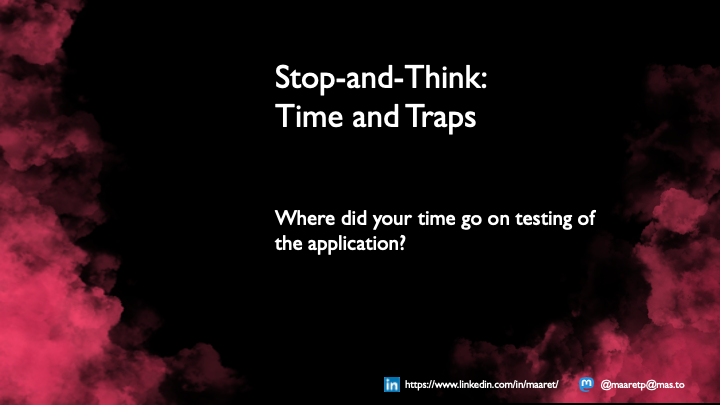 Stop-and-Think:
Time and Traps
Where did your time go on testing of
the application?
https://www.linkedin.com/in/maaret/ @maaretp@mas.to